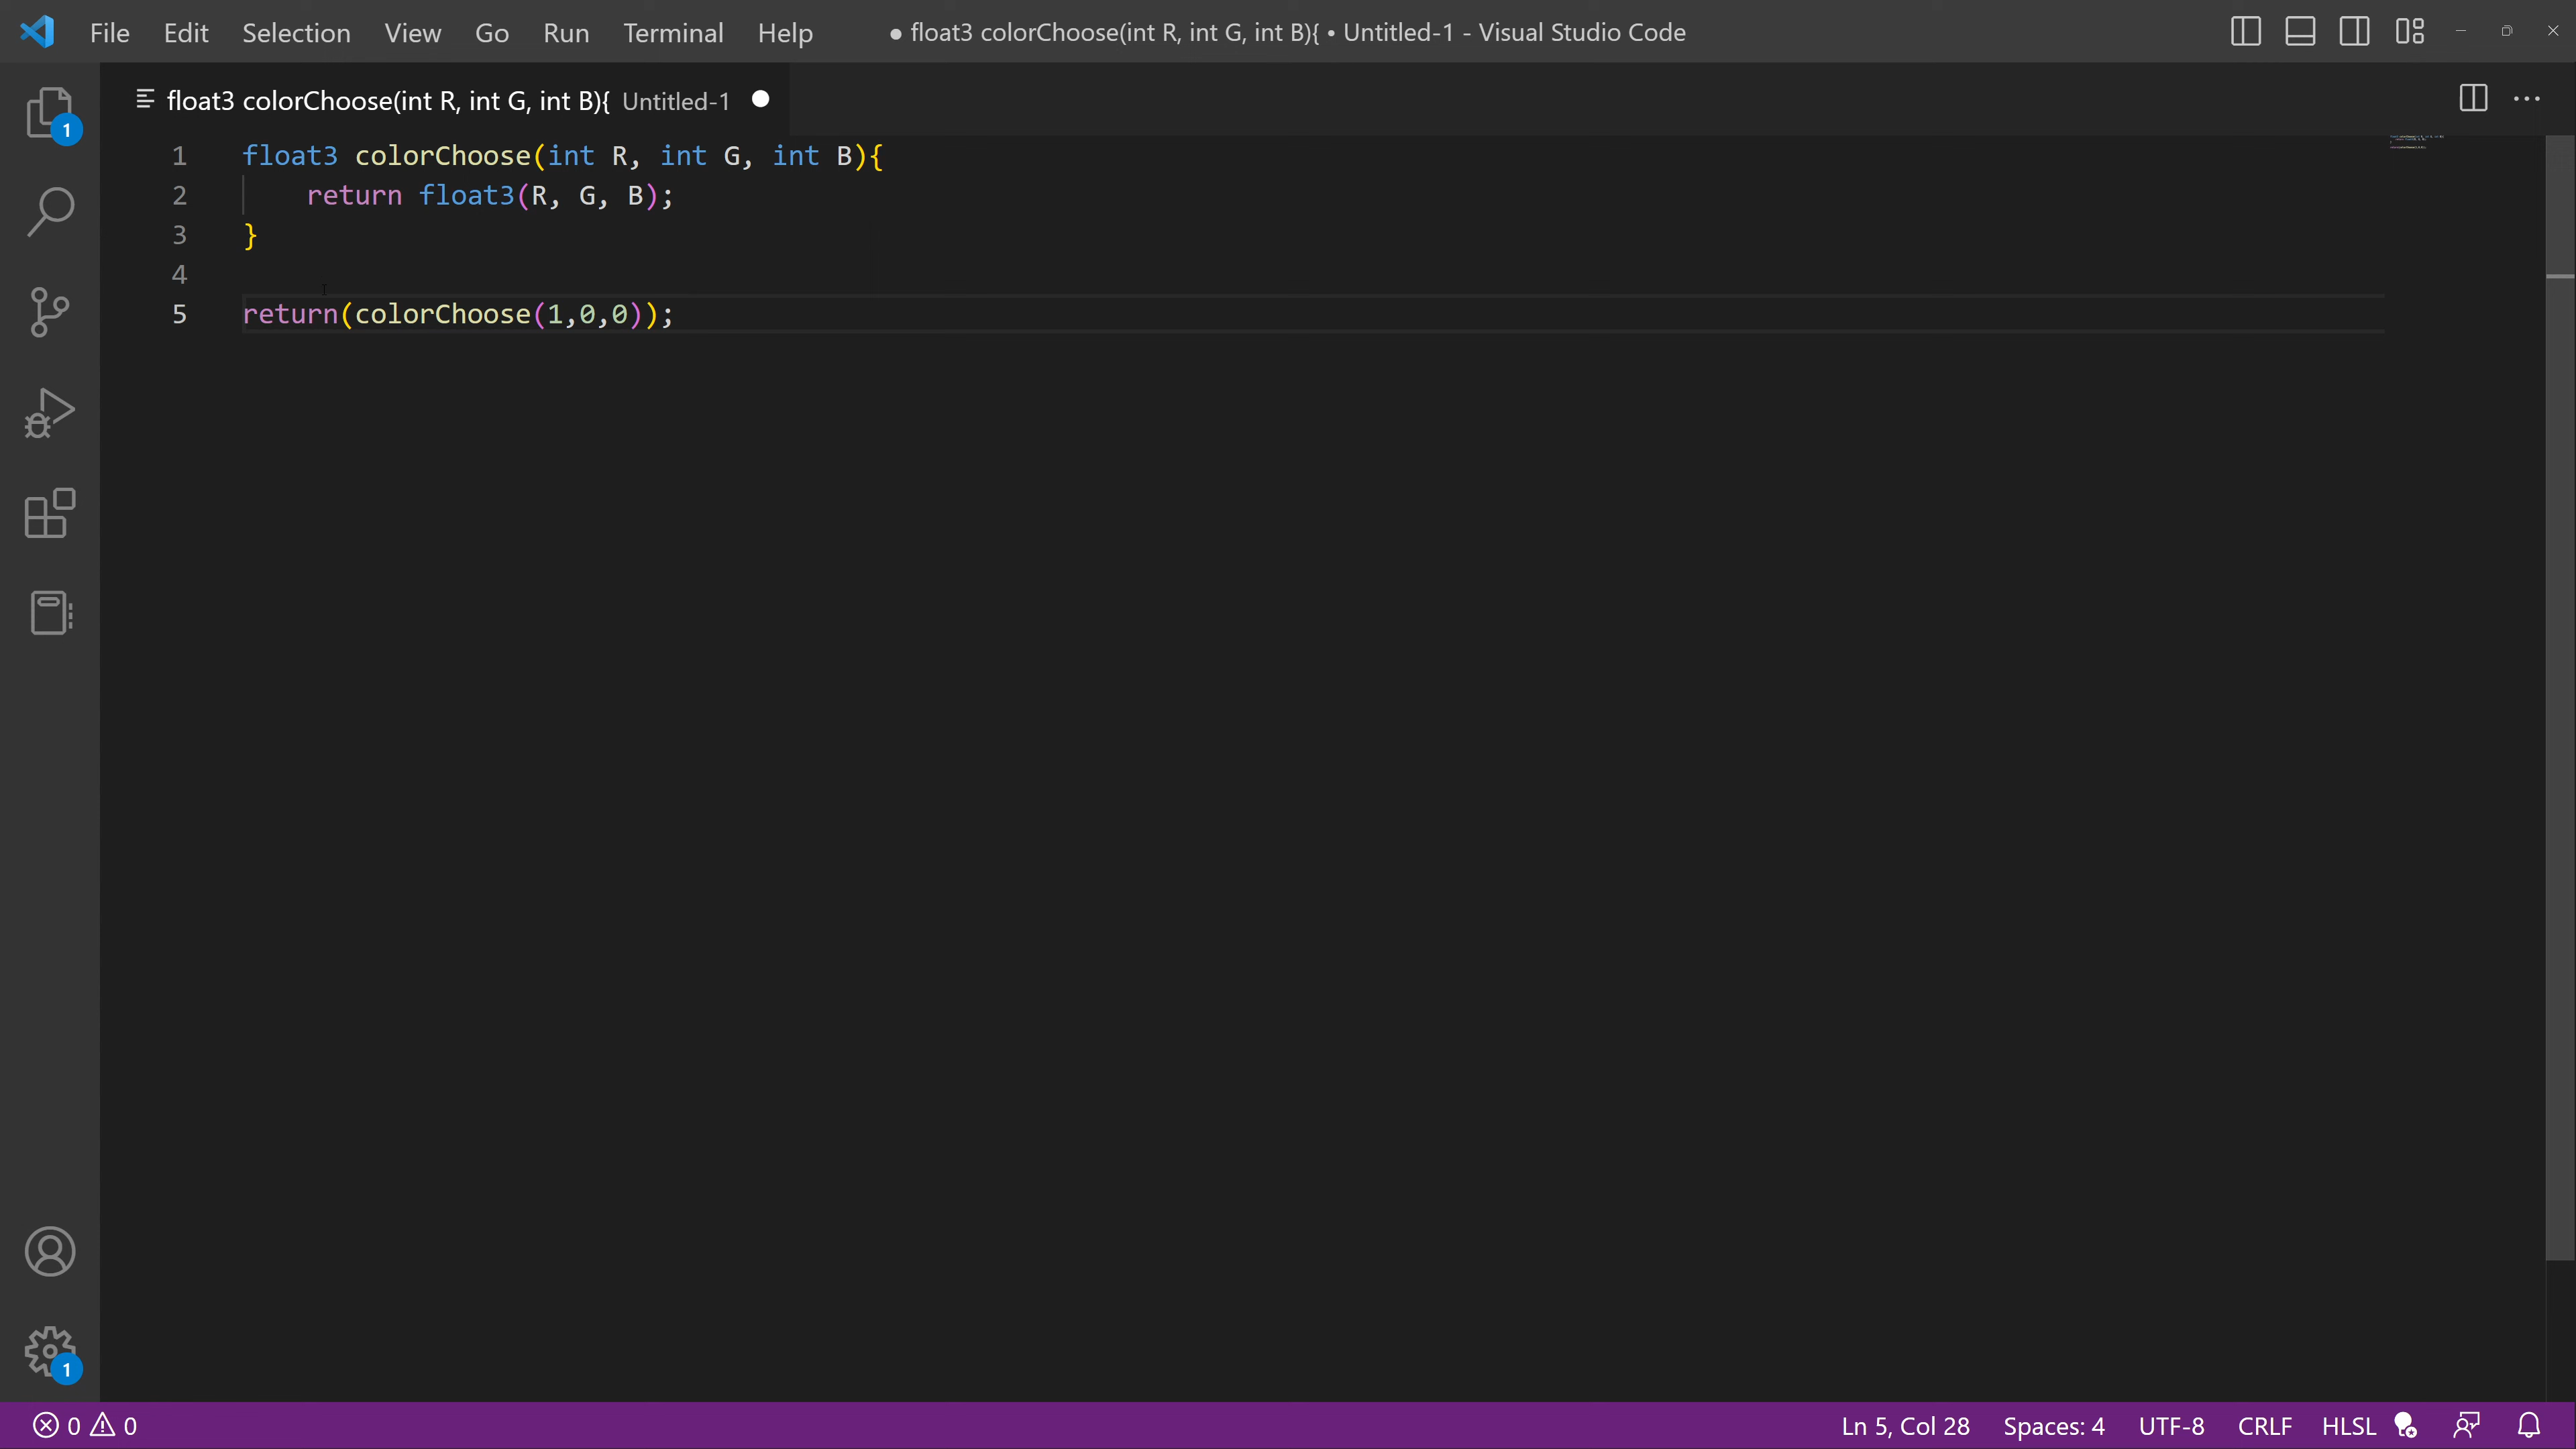 File Edit Selection View Go Run Terminal Help ● float3 colorChoose(int R, int G, int B){ • Untitled-1 - Visual Studio Code
float3 colorChoose(int R, int G, int B){ Untitled-1
1 float3 colorChoose(int R, int G, int B){
2 return float3(R, G, B);
3 }
4
5 return(colorChoose(1,0,0));
1
1
0 0 Ln 5, Col 28 Spaces: 4 UTF-8 CRLF HLSL